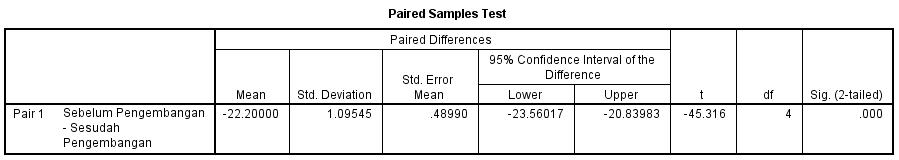 Paired Samples Test
Paired Differences
95% Confidence Interval of the
Difference
Std. Error
Mean
Mean Std. Deviation Lower Upper t df Sig. (2-tailed)
Pair 1 Sebelum Pengembangan -22.20000 1.09545 .48990 -23.56017 -20.83983 -45.316 4 .000
- Sesudah
Pengembangan